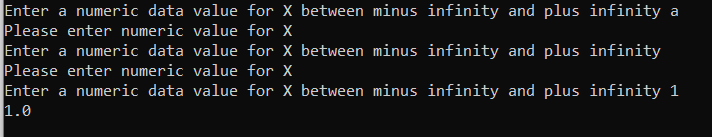 Enter a numeric data value for X between minus infinity and plus infinity a
Please enter numeric value for X
Enter a numeric data value for X between minus infinity and plus infinity
Please enter numeric value for X
Enter a numeric data value for X between minus infinity and plus infinity 1
1.0